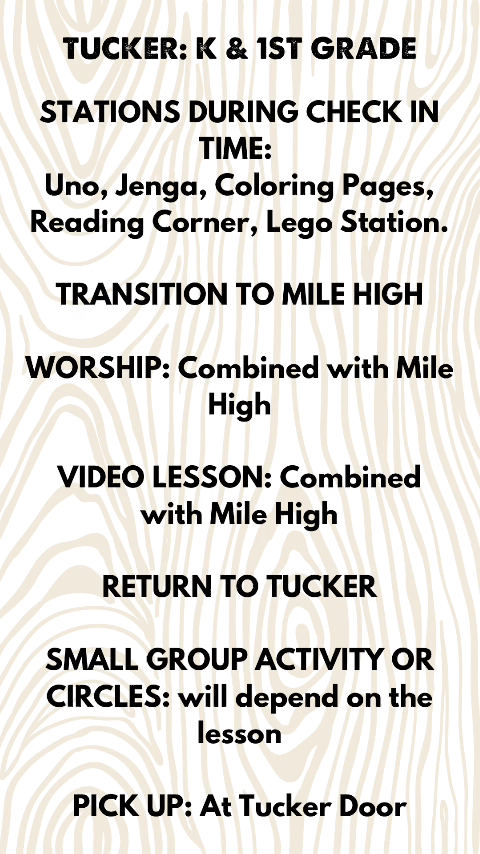 TUCKER: K & 1ST GRADE
STATIONS DURING CHECK IN
TIME:
Uno, Jenga, Coloring Pages,
Reading Corner, Lego Station.
TRANSITION TO MILE HIGH
WORSHIP: Combined with Mile
High
VIDEO LESSON: Combined
with Mile High
RETURN TO TUCKER
SMALL GROUP ACTIVITY OR
CIRCLES: will depend on the
lesson
PICK UP: At Tucker Door